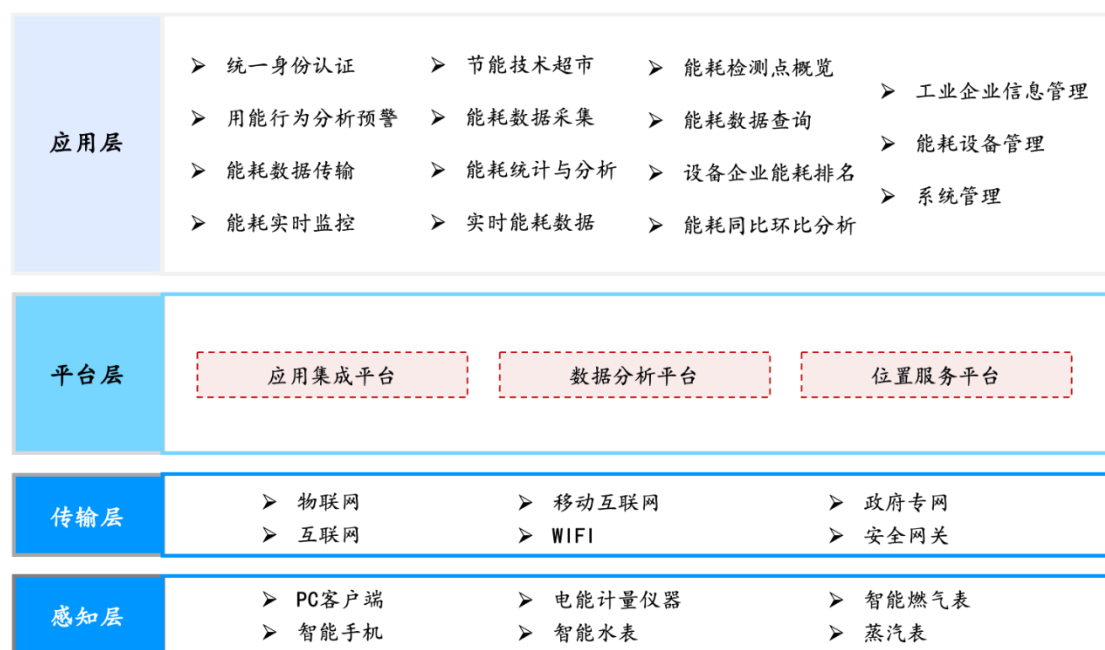 应用层
➢ 统一身份认证
➢ 用能行为分析预警
➢ 能耗数据传输
➢ 能耗实时监控
➢ 节能技术超市
➢ 能耗数据采集
➢ 能耗统计与分析
➢ 实时能耗数据
➢ 能耗检测点概览
➢ 能耗数据查询
➢ 设备企业能耗排名
➢ 能耗同比环比分析
➢ 工业企业信息管理
➢ 能耗设备管理
➢ 系统管理
平台层
应用集成平台
数据分析平台
位置服务平台
传输层
➢ 物联网
➢ 互联网
➢ 移动互联网
➢ WIFI
➢ 政府专网
➢ 安全网关
感知层
➢ PC客户端
➢ 智能手机
➢ 电能计量仪器
➢ 智能水表
➢ 智能燃气表
➢ 蒸汽表